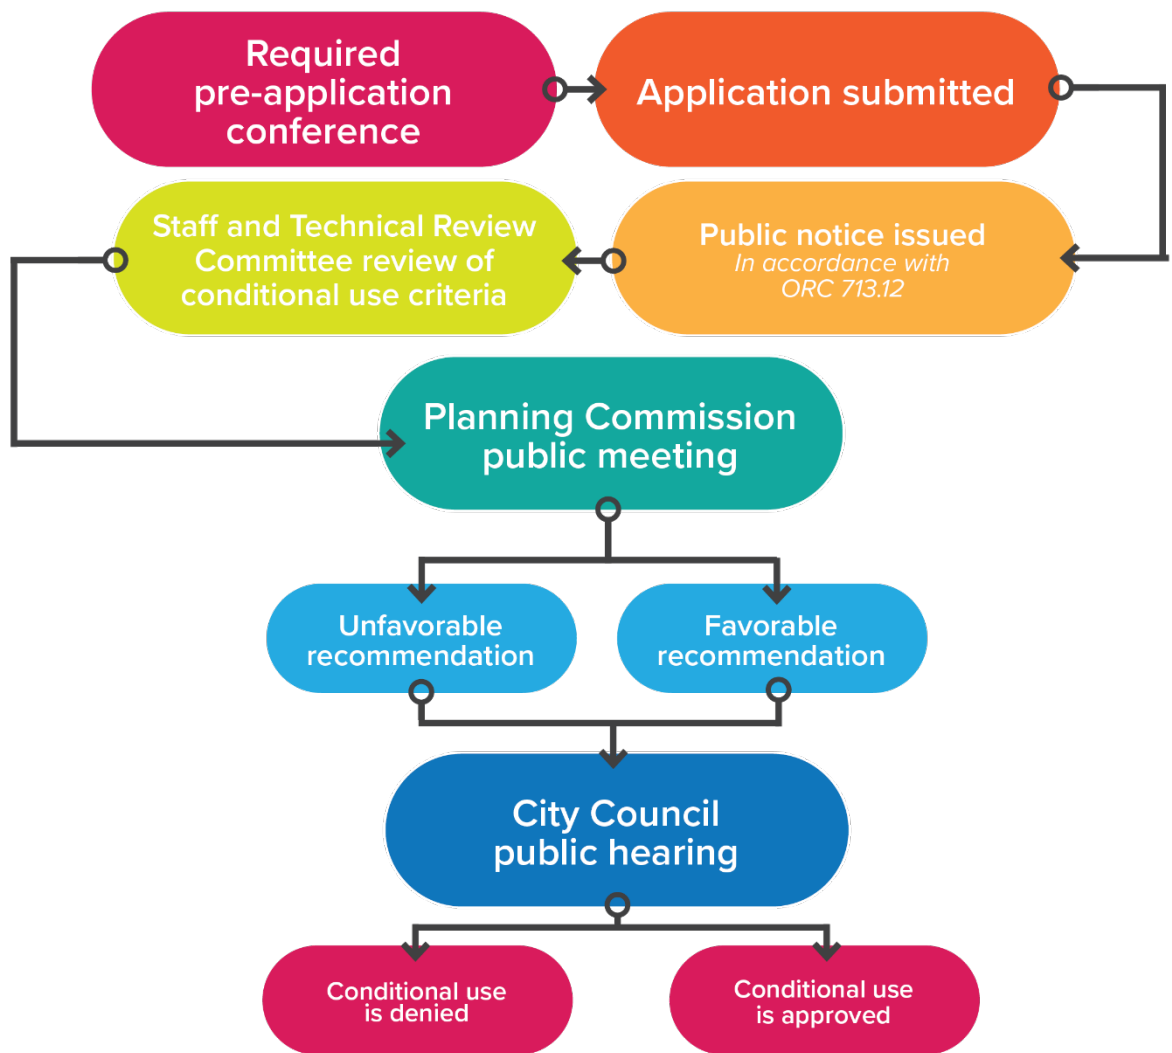 Required
pre-application
conference
Application submitted
Public notice issued
In accordance with
ORC 713.12
Staff and Technical Review
Committee review of
conditional use criteria
Planning Commission
public meeting
Unfavorable
recommendation
Favorable
recommendation
City Council
public hearing
Conditional use
is denied
Conditional use
is approved